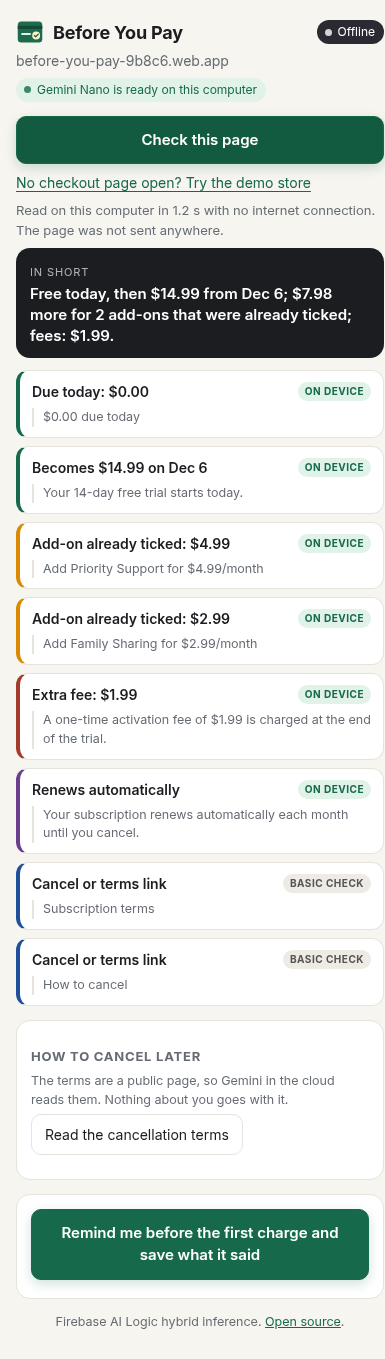 Before You Pay
Offline
before-you-pay-9b8c6.web.app
Gemini Nano is ready on this computer
Check this page
No checkout page open? Try the demo store
Read on this computer in 1.2 s with no internet connection.
The page was not sent anywhere.
IN SHORT
Free today, then $14.99 from Dec 6; $7.98
more for 2 add-ons that were already ticked;
fees: $1.99.
Due today: $0.00
ON DEVICE
$0.00 due today
Becomes $14.99 on Dec 6
ON DEVICE
Your 14-day free trial starts today.
Add-on already ticked: $4.99
ON DEVICE
Add Priority Support for $4.99/month
Add-on already ticked: $2.99
ON DEVICE
Add Family Sharing for $2.99/month
Extra fee: $1.99
ON DEVICE
A one-time activation fee of $1.99 is charged at the end
of the trial.
Renews automatically
ON DEVICE
Your subscription renews automatically each month
until you cancel.
Cancel or terms link
BASIC CHECK
Subscription terms
Cancel or terms link
BASIC CHECK
How to cancel
HOW TO CANCEL LATER
The terms are a public page, so Gemini in the cloud
reads them. Nothing about you goes with it.
Read the cancellation terms
Remind me before the first charge and
save what it said
Firebase AI Logic hybrid inference. Open source.